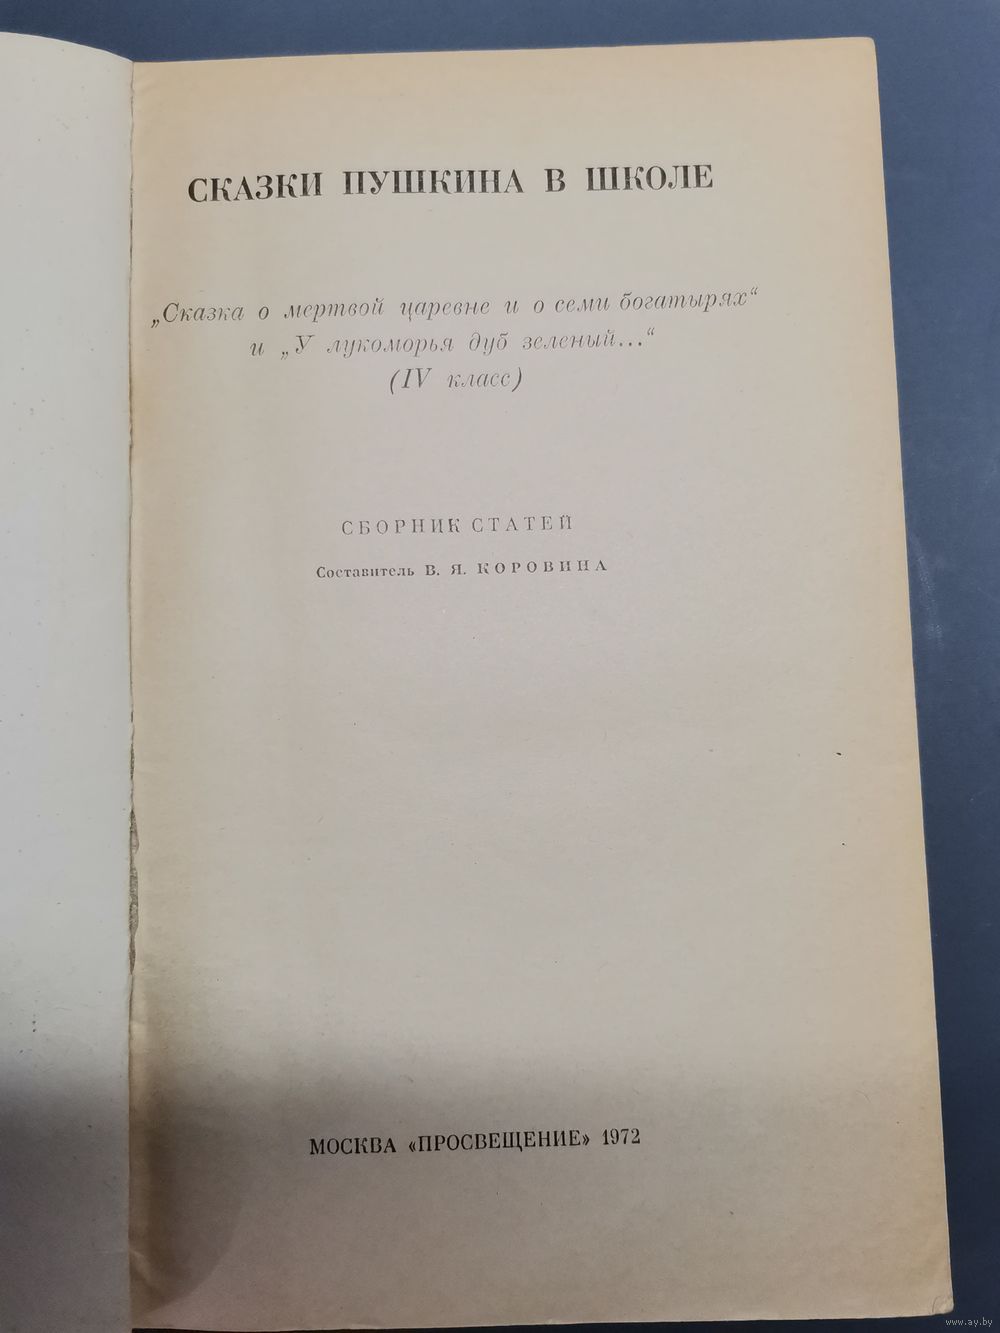 СКАЗКИ ПУШКИНА В ШКОЛЕ
„Сказка о мертвой царевне и о семи богатырях“
и „У лукоморья дуб зеленый...“
(IV класс)
СБОРНИК СТАТЕЙ
Составитель В. Я. КОРОВИНА
МОСКВА «ПРОСВЕЩЕНИЕ» 1972
www.ay.by